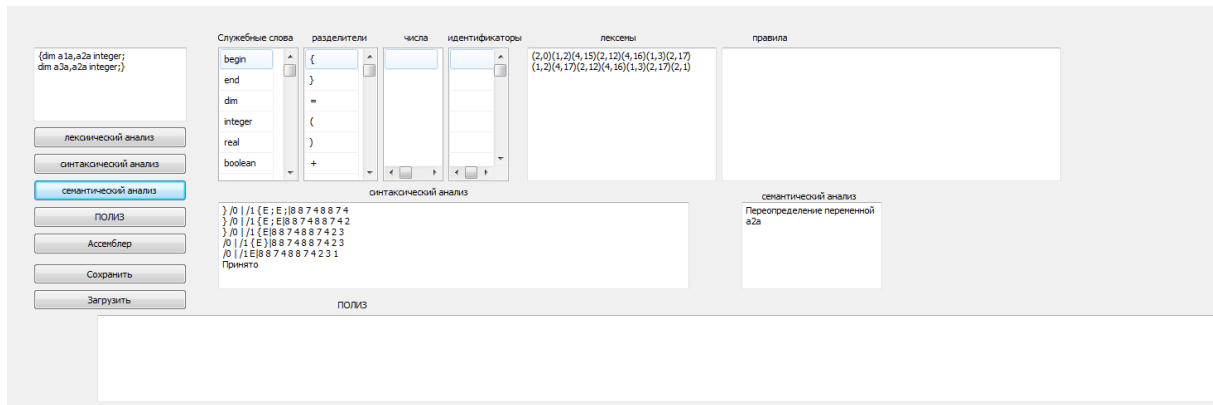 Служебные слова разделители числа идентификаторы лексемы правила
{dim a1a,a2a integer;
dim a3a,a2a integer;}
begin
end
dim
integer
real
boolean
{
}
=
(
)
+
(2,0)(1,2)(4,15)(2,12)(4,16)(1,3)(2,17)
(1,2)(4,17)(2,12)(4,16)(1,3)(2,17)(2,1)
лексиический анализ
синтаксический анализ
семантический анализ
ПОЛИЗ
Ассенблер
Сохранить
Загрузить
синтаксический анализ
} /0 | /1 { E ; E ;|8 8 7 4 8 8 7 4
} /0 | /1 { E ; E|8 8 7 4 8 8 7 4 2
} /0 | /1 { E|8 8 7 4 8 8 7 4 2 3
/0 | /1 { E }|8 8 7 4 8 8 7 4 2 3
/0 | /1 E|8 8 7 4 8 8 7 4 2 3 1
Принято
семантический анализ
Переопределение переменной
a2a
ПОЛИЗ